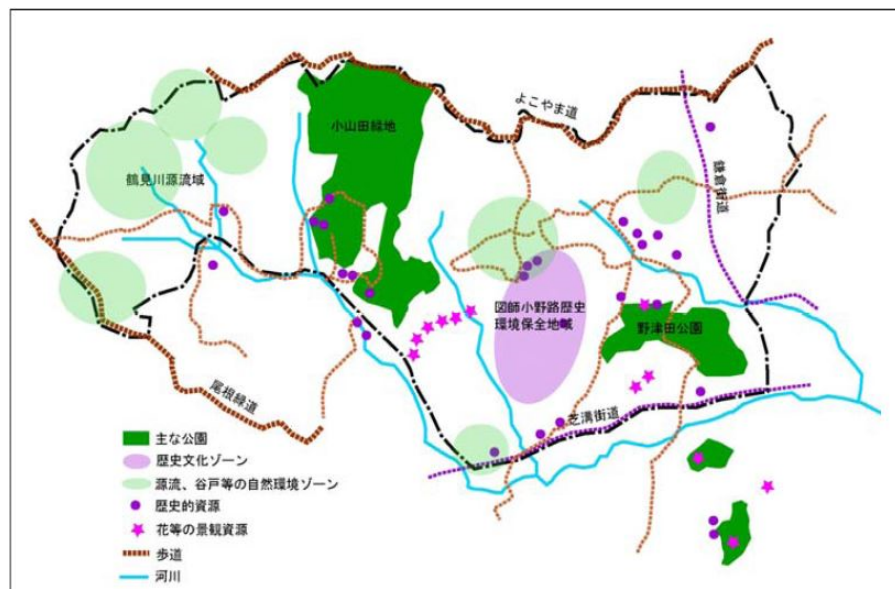 よこやま道
小山田緑地
鎌倉街道
鶴見川源流域
図師小野路歴史
環境保全地域
野津田公園
尾根緑道
芝溝街道
主な公園
歴史文化ゾーン
源流、谷戸等の自然環境ゾーン
歴史的資源
花等の景観資源
歩道
河川